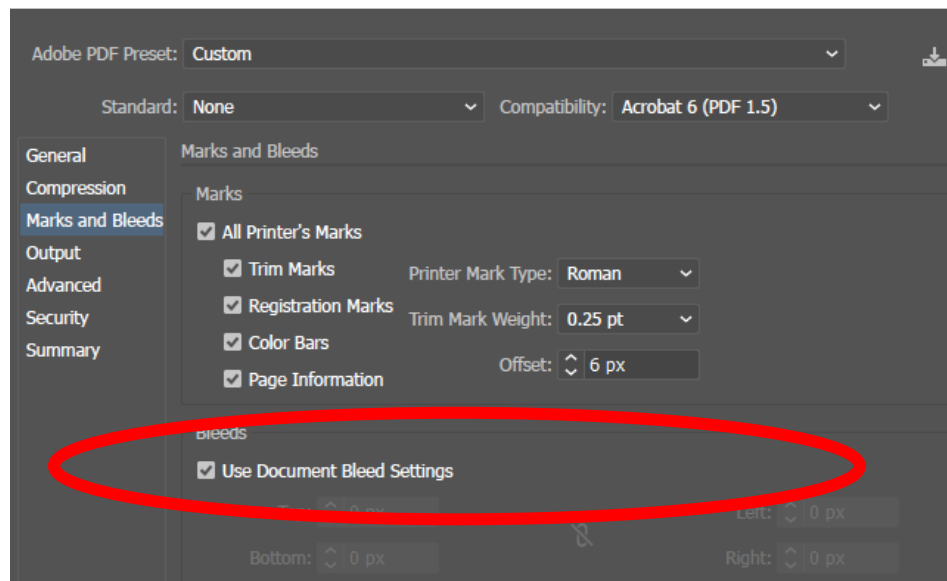 Adobe PDF Preset: Custom
Standard: None Compatibility: Acrobat 6 (PDF 1.5)
General
Compression
Marks and Bleeds
Output
Advanced
Security
Summary
Marks and Bleeds
Marks
All Printer's Marks
Trim Marks Printer Mark Type: Roman
Registration Marks Trim Mark Weight: 0.25 pt
Color Bars
Offset: 6 px
Page Information
Bleeds
Use Document Bleed Settings
0 px Left: 0 px
Bottom: 0 px Right: 0 px